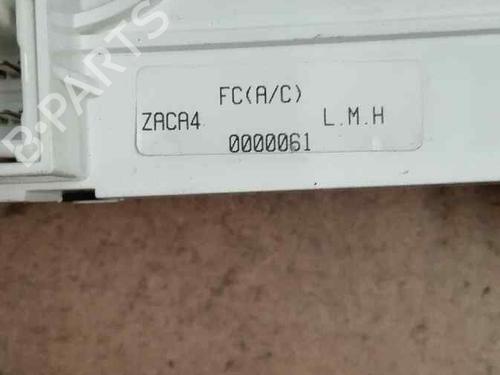 B-PARTS
FC(A/C)
ZACA4 L.M.H
0000061